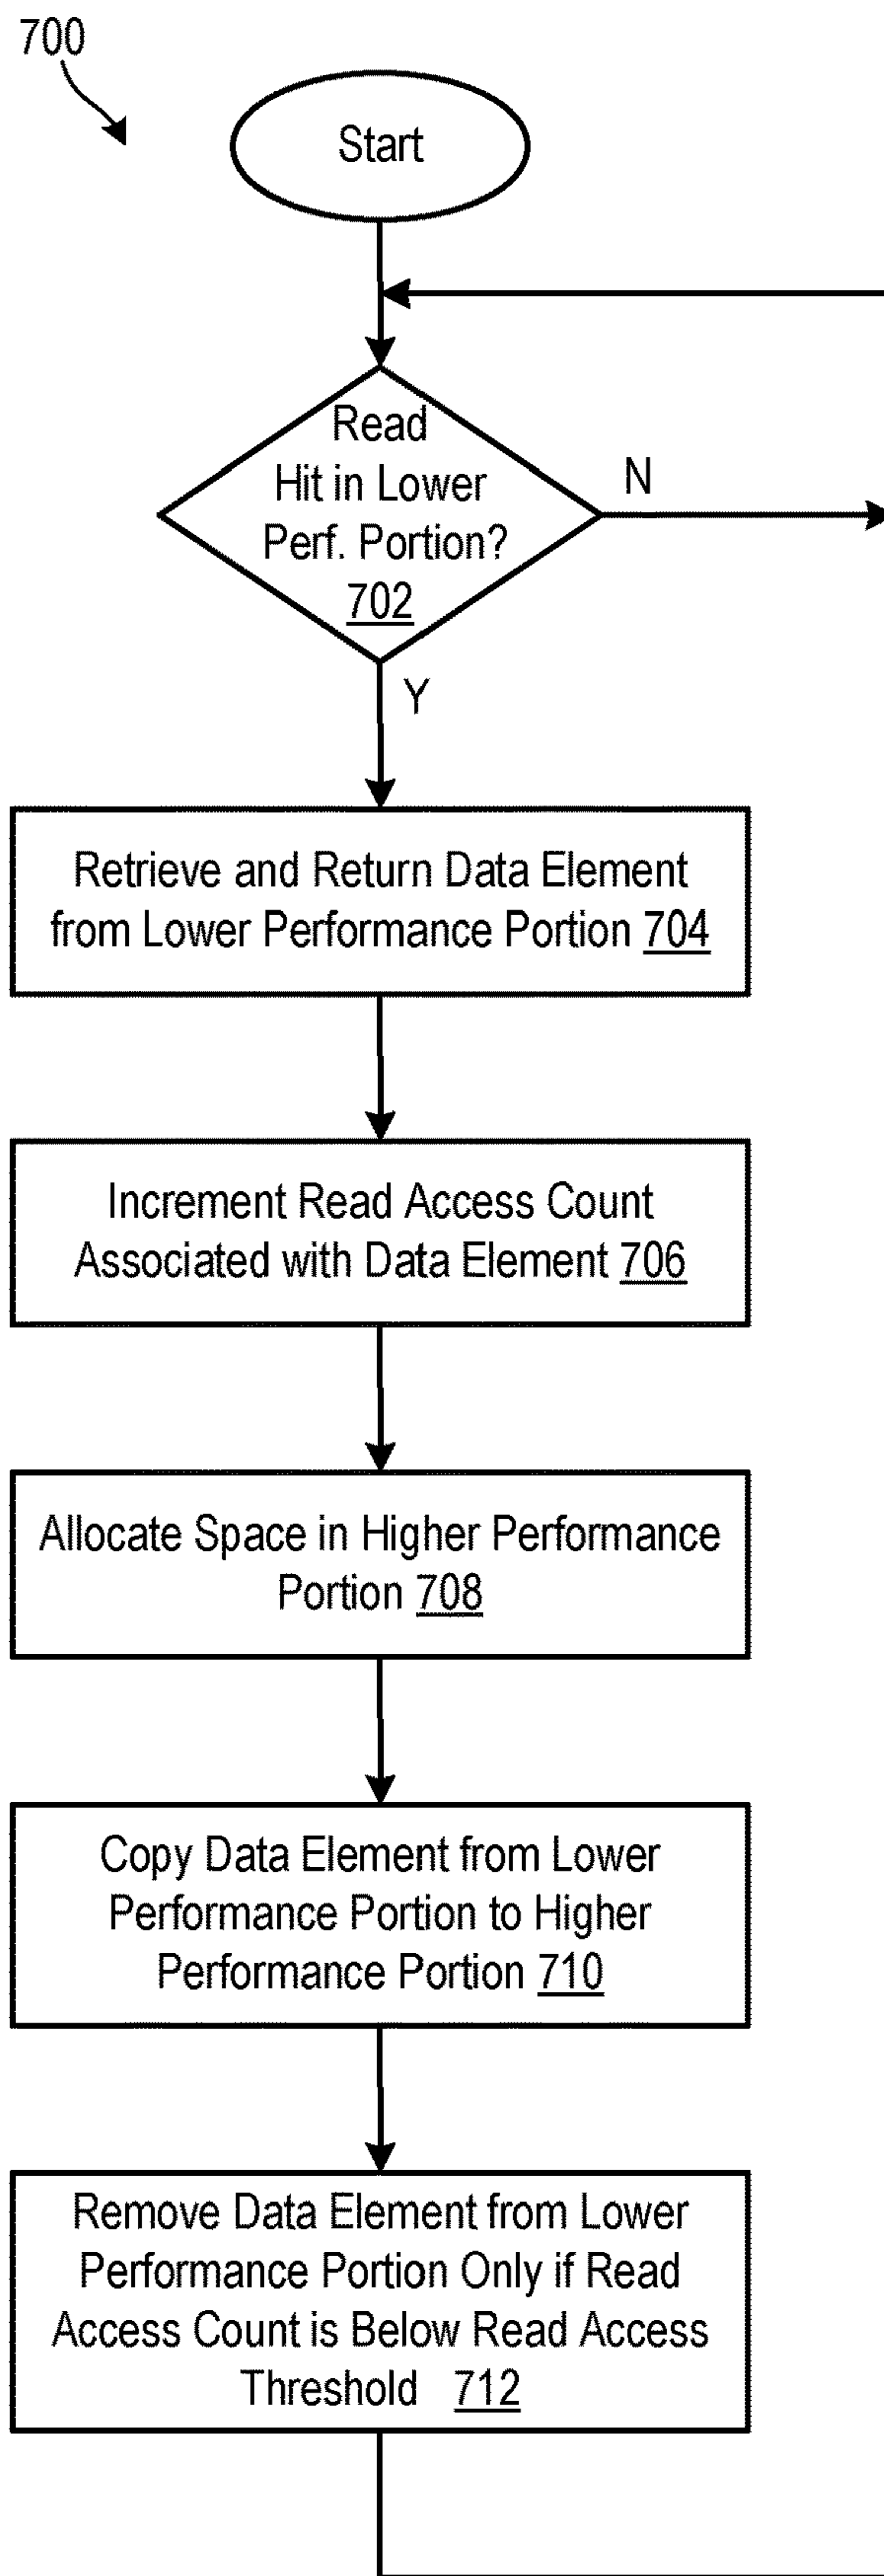 700
Start
Read
Hit in Lower
Perf. Portion?
702
N
Y
Retrieve and Return Data Element
from Lower Performance Portion 704
Increment Read Access Count
Associated with Data Element 706
Allocate Space in Higher Performance
Portion 708
Copy Data Element from Lower
Performance Portion to Higher
Performance Portion 710
Remove Data Element from Lower
Performance Portion Only if Read
Access Count is Below Read Access
Threshold 712